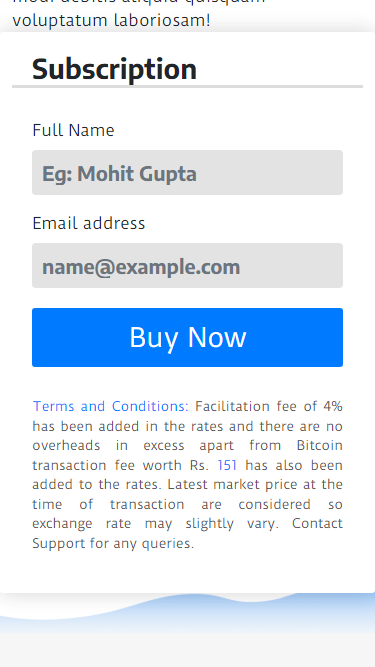 voluptatum laboriosam!
Subscription
Full Name
Eg: Mohit Gupta
Email address
name@example.com
Buy Now
Terms and Conditions: Facilitation fee of 4%
has been added in the rates and there are no
overheads in excess apart from Bitcoin
transaction fee worth Rs. 151 has also been
added to the rates. Latest market price at the
time of transaction are considered so
exchange rate may slightly vary. Contact
Support for any queries.